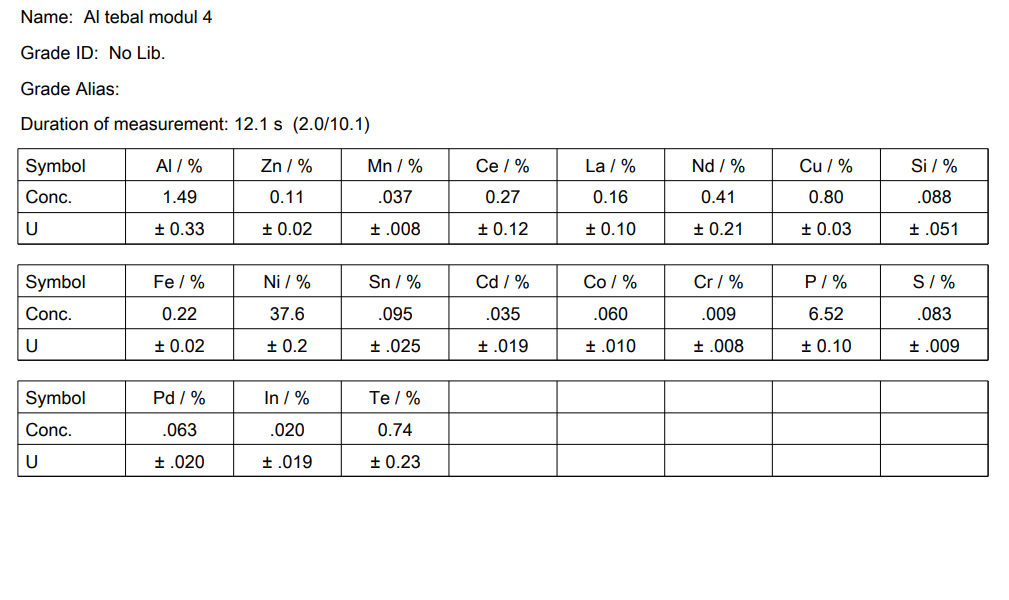 Name: Al tebal modul 4
Grade ID: No Lib.
Grade Alias:
Duration of measurement: 12.1 s (2.0/10.1)
Symbol Al / % Zn / % Mn / % Ce / % La / % Nd / % Cu / % Si / %
Conc. 1.49 0.11 .037 0.27 0.16 0.41 0.80 .088
U ± 0.33 ± 0.02 ± .008 ± 0.12 ± 0.10 ± 0.21 ± 0.03 ± .051
Symbol Fe / % Ni / % Sn / % Cd / % Co / % Cr / % P / % S / %
Conc. 0.22 37.6 .095 .035 .060 .009 6.52 .083
U ± 0.02 ± 0.2 ± .025 ± .019 ± .010 ± .008 ± 0.10 ± .009
Symbol Pd / % In / % Te / %
Conc. .063 .020 0.74
U ± .020 ± .019 ± 0.23